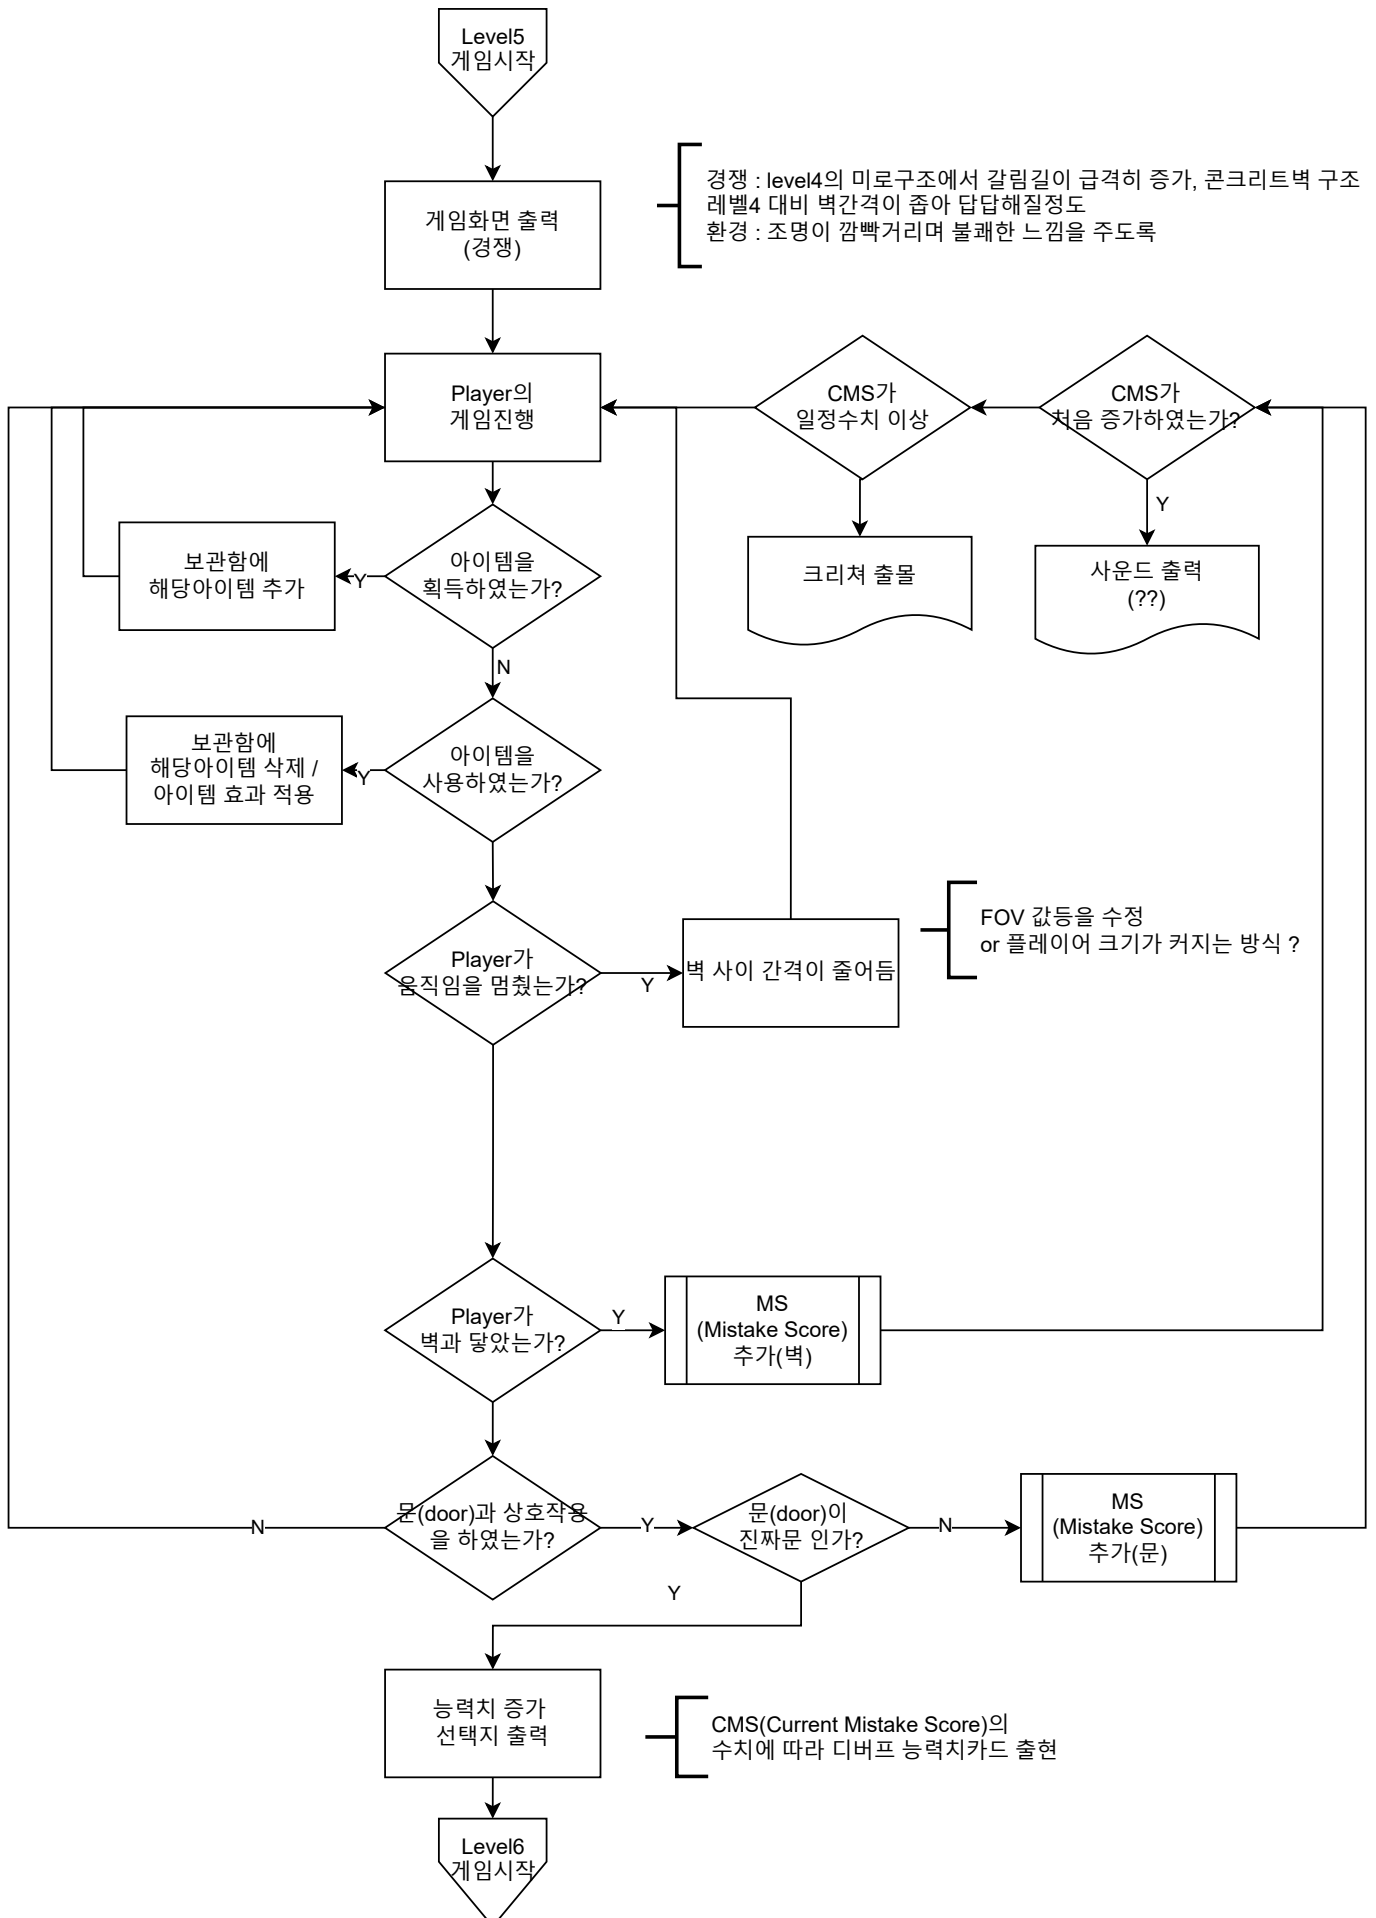 Level5
게임시작
경쟁 : level4의 미로구조에서 갈림길이 급격히 증가, 콘크리트벽 구조
레벨4 대비 벽간격이 좁아 답답해질정도
환경 : 조명이 깜빡거리며 불쾌한 느낌을 주도록
게임화면 출력
(경쟁)
Player의
게임진행
CMS가
일정수치 이상
CMS가
처음 증가하였는가?
Y
보관함에
해당아이템 추가
Y
아이템을
획득하였는가?
크리쳐 출몰
사운드 출력
(??)
N
보관함에
해당아이템 삭제 /
아이템 효과 적용
Y
아이템을
사용하였는가?
Player가
움직임을 멈췄는가?
Y
벽 사이 간격이 줄어듬
FOV 값등을 수정
or 플레이어 크기가 커지는 방식 ?
Player가
벽과 닿았는가?
Y
MS
(Mistake Score)
추가(벽)
N
문(door)과 상호작용
을 하였는가?
Y
문(door)이
진짜문 인가?
N
MS
(Mistake Score)
추가(문)
Y
능력치 증가
선택지 출력
CMS(Current Mistake Score)의
수치에 따라 디버프 능력치카드 출현
Level6
게임시작